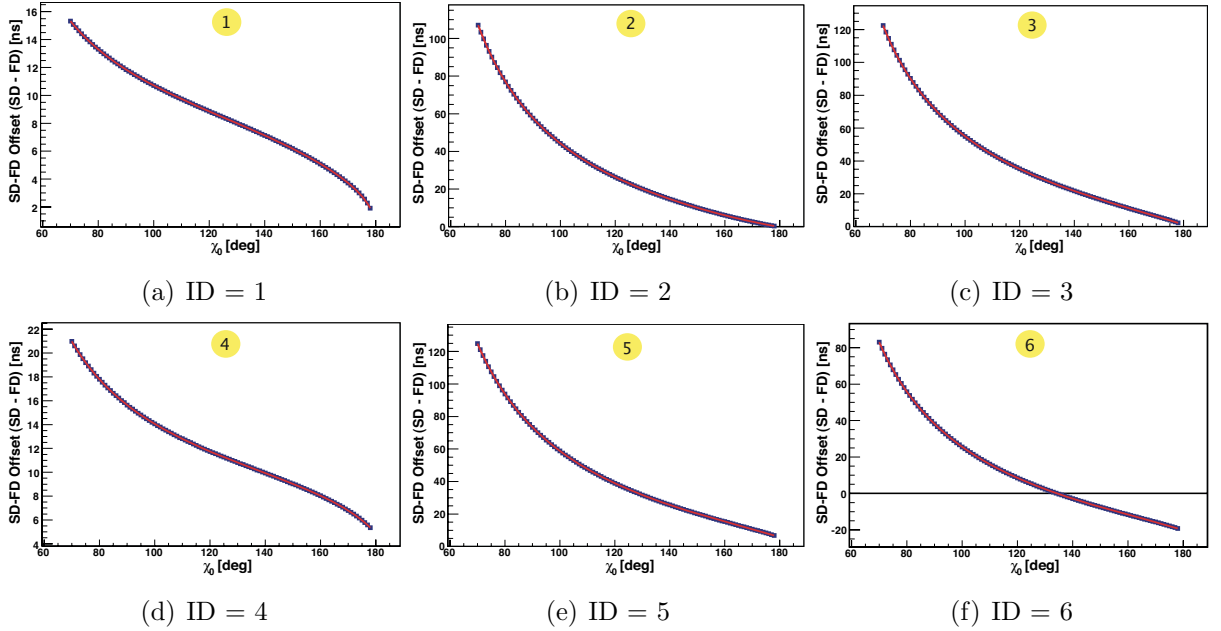 1
SD-FD Offset (SD - FD) [ns]
16
14
12
10
8
6
4
2
60 80 100 120 140 160 180
χ₀ [deg]
(a) ID = 1
2
SD-FD Offset (SD - FD) [ns]
100
80
60
40
20
0
60 80 100 120 140 160 180
χ₀ [deg]
(b) ID = 2
3
SD-FD Offset (SD - FD) [ns]
120
100
80
60
40
20
0
60 80 100 120 140 160 180
χ₀ [deg]
(c) ID = 3
4
SD-FD Offset (SD - FD) [ns]
22
20
18
16
14
12
10
8
6
4
60 80 100 120 140 160 180
χ₀ [deg]
(d) ID = 4
5
SD-FD Offset (SD - FD) [ns]
120
100
80
60
40
20
0
60 80 100 120 140 160 180
χ₀ [deg]
(e) ID = 5
6
SD-FD Offset (SD - FD) [ns]
80
60
40
20
0
-20
60 80 100 120 140 160 180
χ₀ [deg]
(f) ID = 6